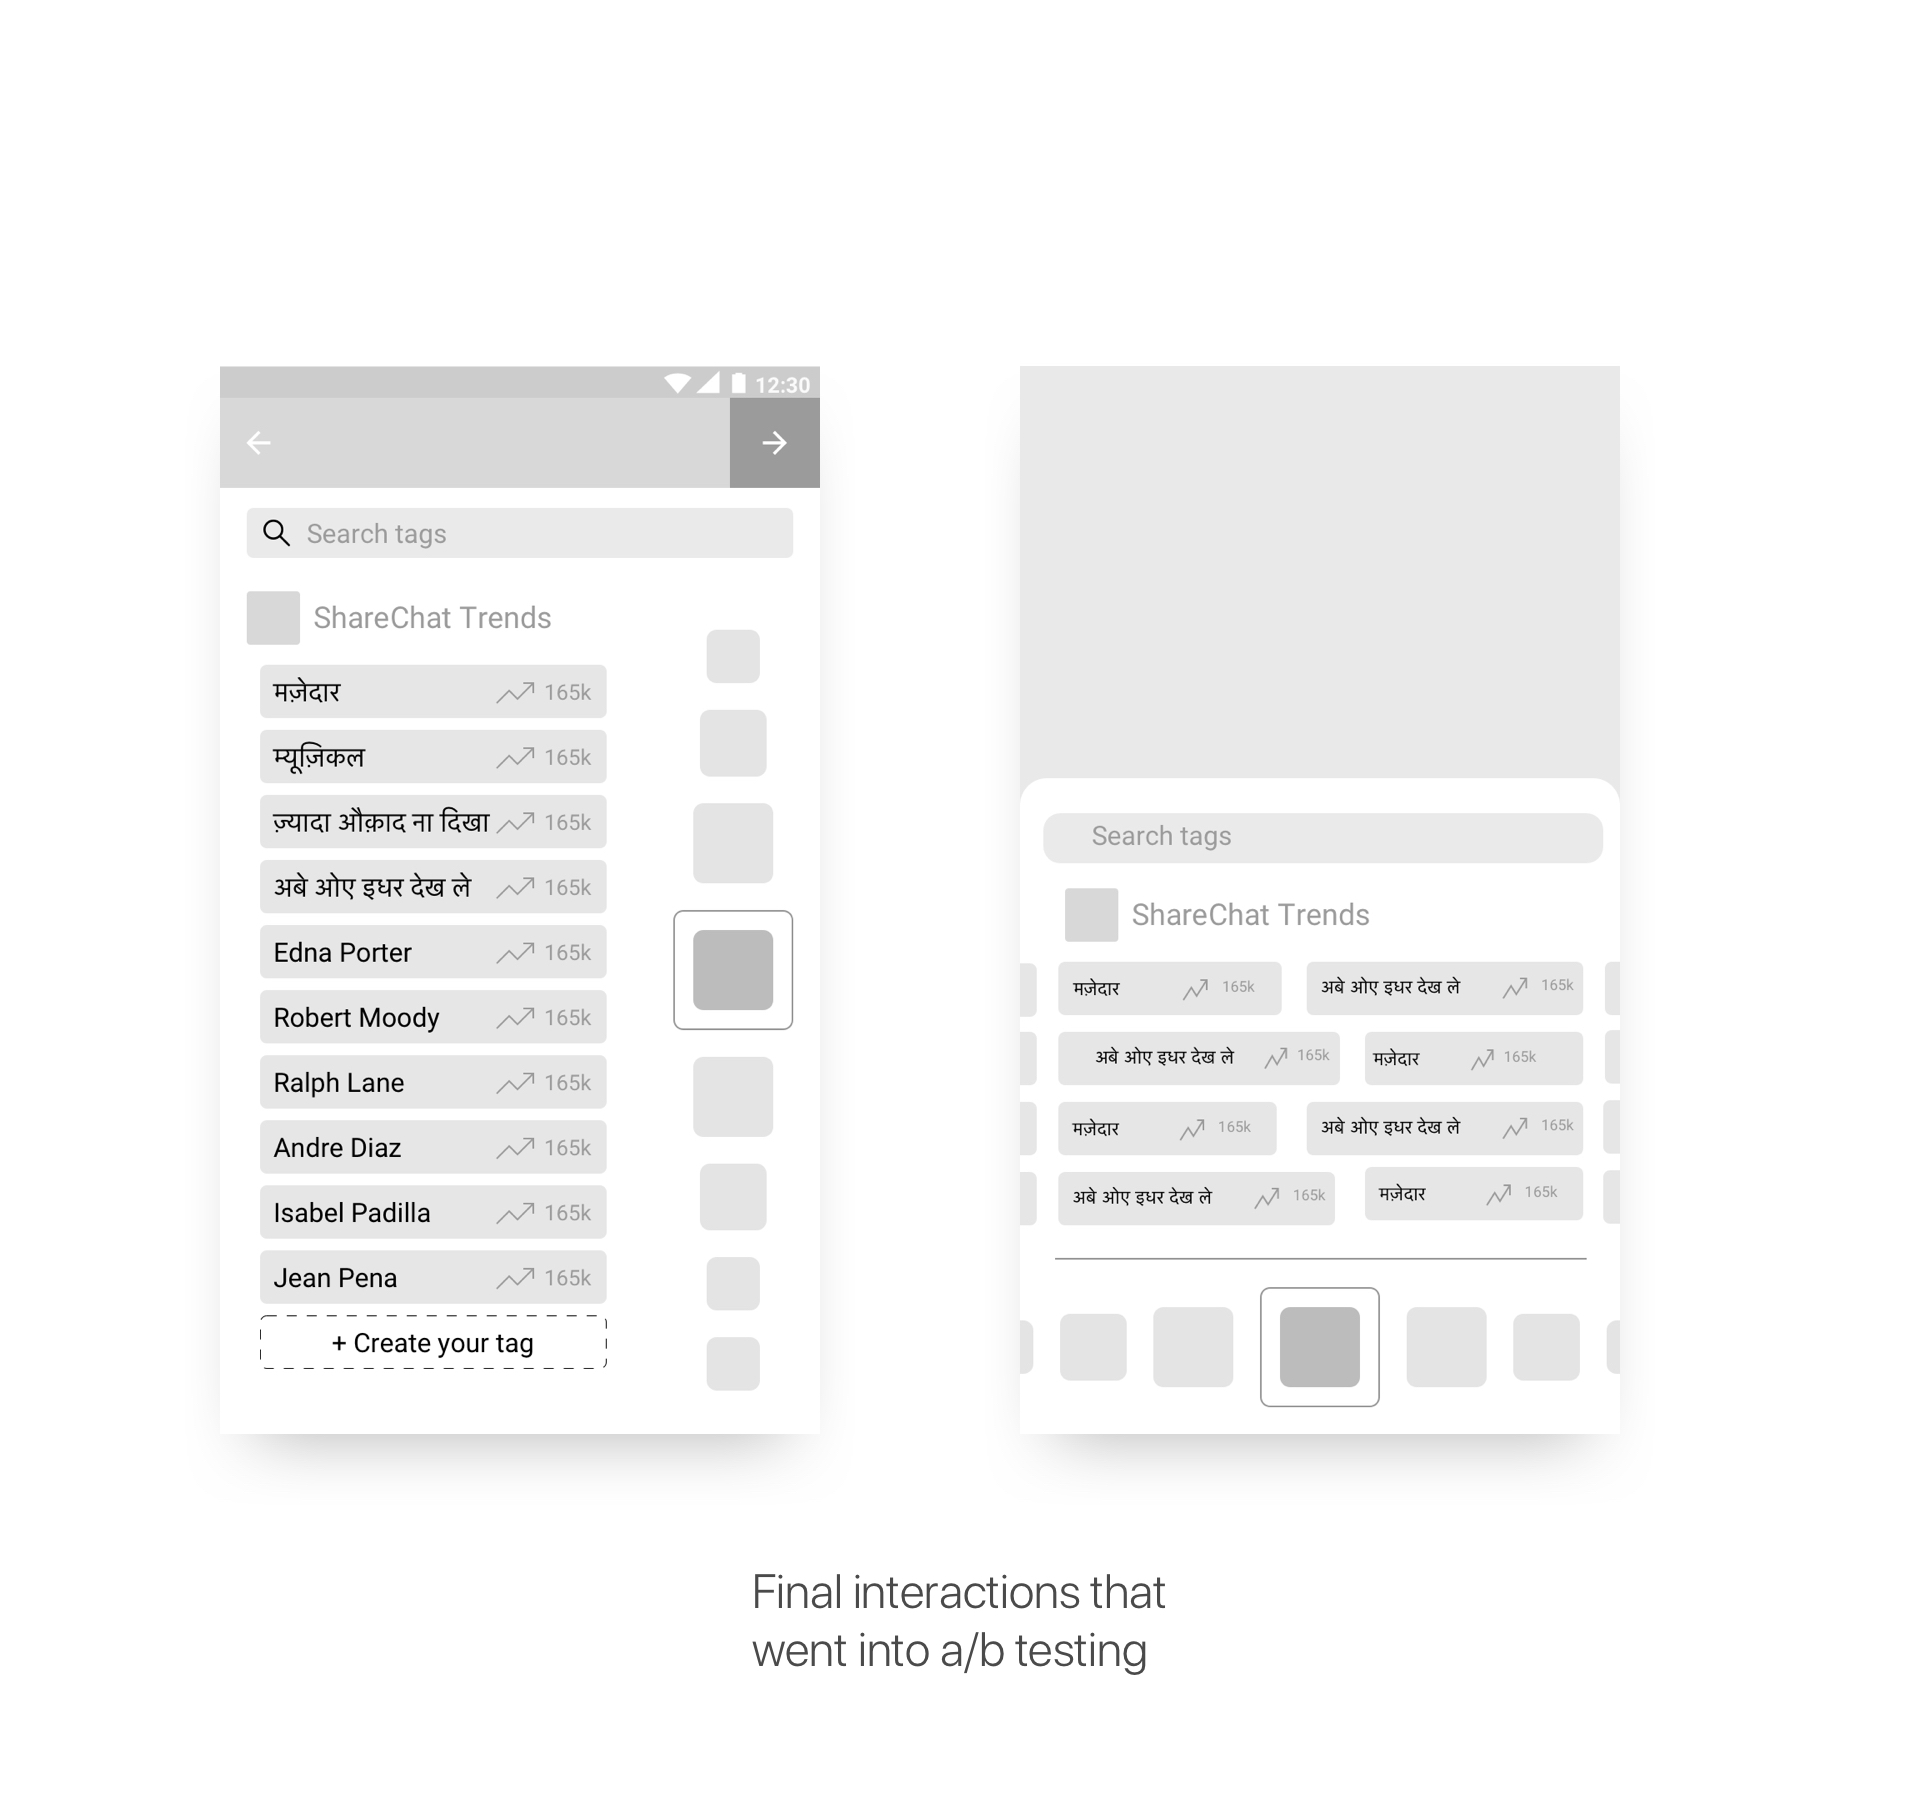 12:30
Search tags
ShareChat Trends
मज़ेदार 165k
म्यूज़िकल 165k
ज़्यादा औक़ाद ना दिखा 165k
अबे ओए इधर देख ले 165k
Edna Porter 165k
Robert Moody 165k
Ralph Lane 165k
Andre Diaz 165k
Isabel Padilla 165k
Jean Pena 165k
+ Create your tag
Search tags
ShareChat Trends
मज़ेदार 165k अबे ओए इधर देख ले 165k
अबे ओए इधर देख ले 165k मज़ेदार 165k
मज़ेदार 165k अबे ओए इधर देख ले 165k
अबे ओए इधर देख ले 165k मज़ेदार 165k
Final interactions that
went into a/b testing